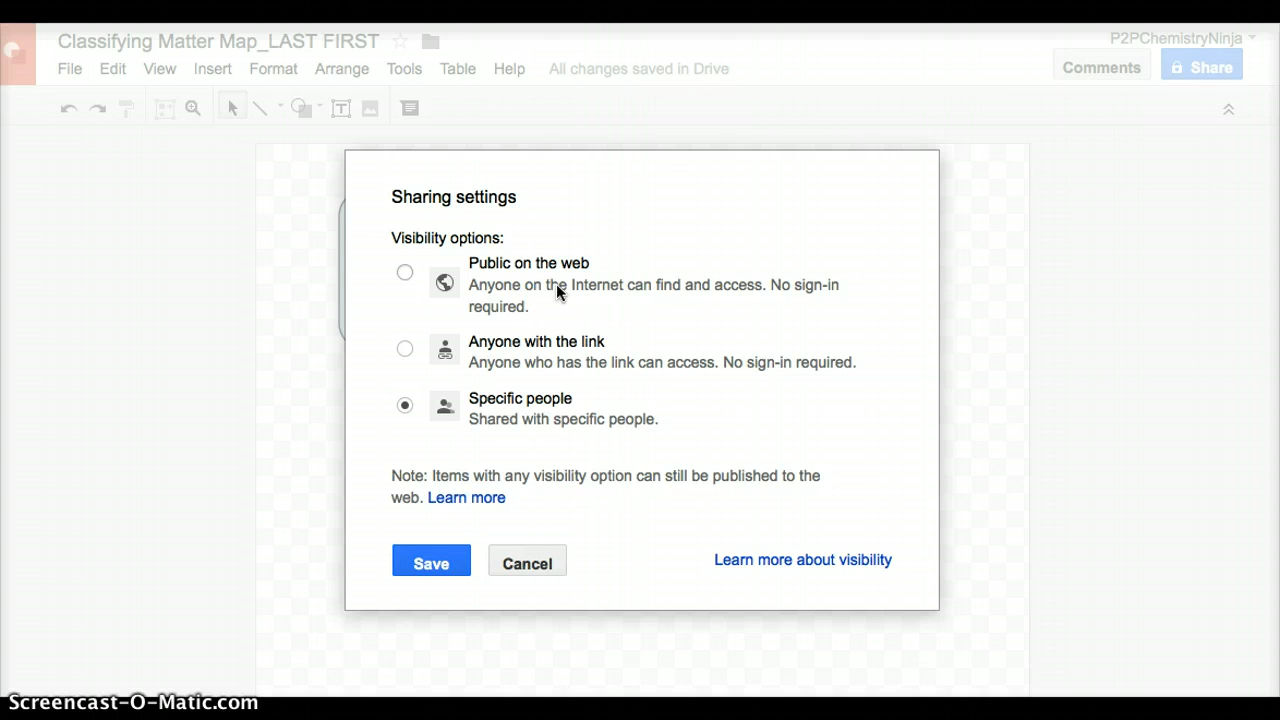 Classifying Matter Map_LAST FIRST
P2PChemistryNinja
File Edit View Insert Format Arrange Tools Table Help All changes saved in Drive
Comments
Share
Sharing settings
Visibility options:
Public on the web
Anyone on the Internet can find and access. No sign-in
required.
Anyone with the link
Anyone who has the link can access. No sign-in required.
Specific people
Shared with specific people.
Note: Items with any visibility option can still be published to the
web. Learn more
Save
Cancel
Learn more about visibility
Screencast-O-Matic.com